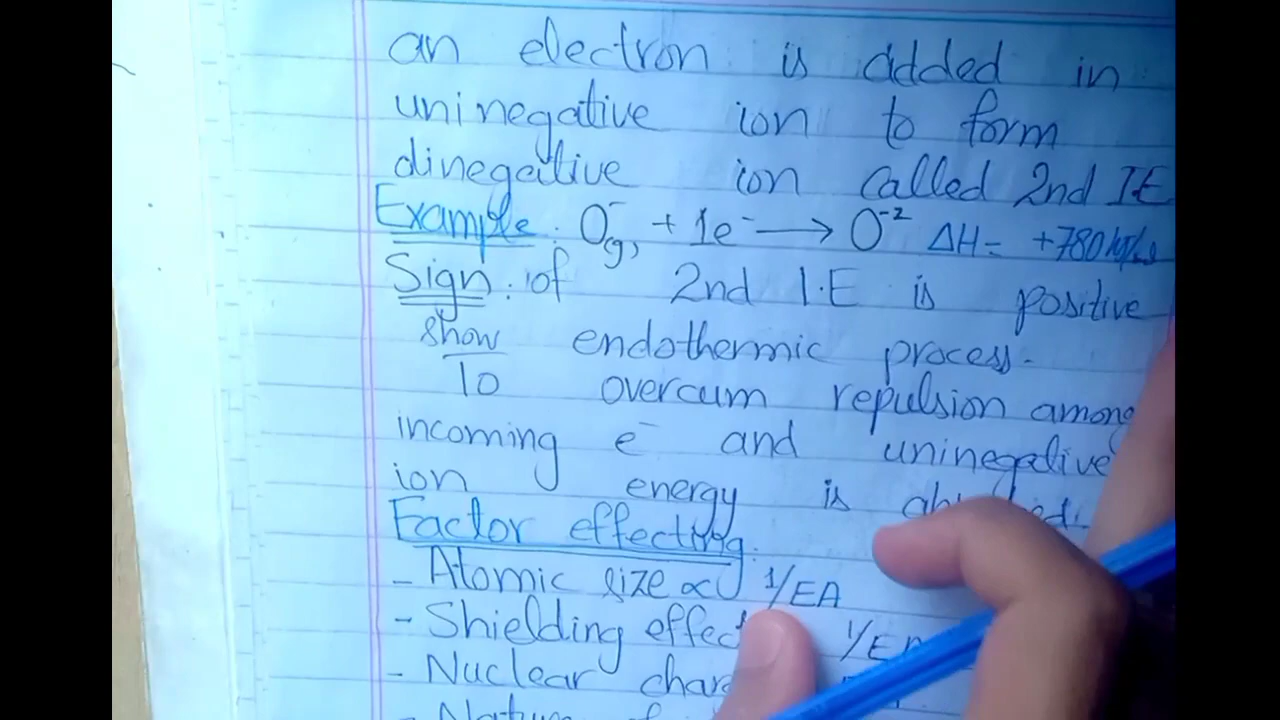 an electron is added in
uninegative ion to form
dinegative ion called 2nd IE
Example: O⁻(g) + 1e⁻ → O⁻² ΔH= +780
Sign: of 2nd I.E is positive
show endothermic process.
To overcum repulsion among
incoming e⁻ and uninegative
ion energy is
Factor effecting:
- Atomic size ∝ 1/EA
- Shielding effect
- Nuclear
-